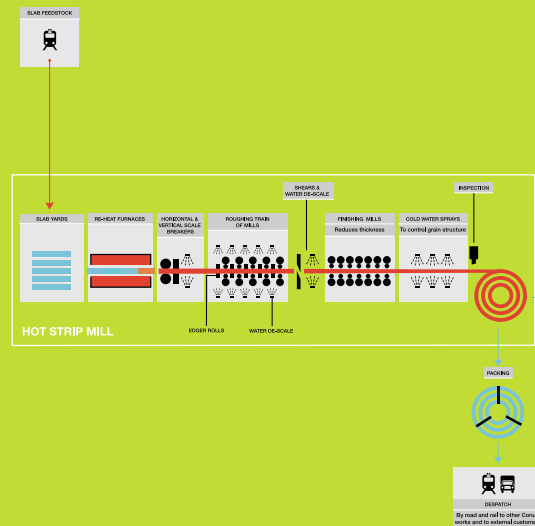 SLAB FEEDSTOCK
SHEARS &
WATER DE-SCALE
INSPECTION
SLAB YARDS
RE-HEAT FURNACES
HORIZONTAL &
VERTICAL SCALE
BREAKERS
ROUGHING TRAIN
OF MILLS
FINISHING MILLS
Reduces thickness
COLD WATER SPRAYS
To control grain structure
HOT STRIP MILL
EDGER ROLLS
WATER DE-SCALE
PACKING
DESPATCH
By road and rail to other
works and to external